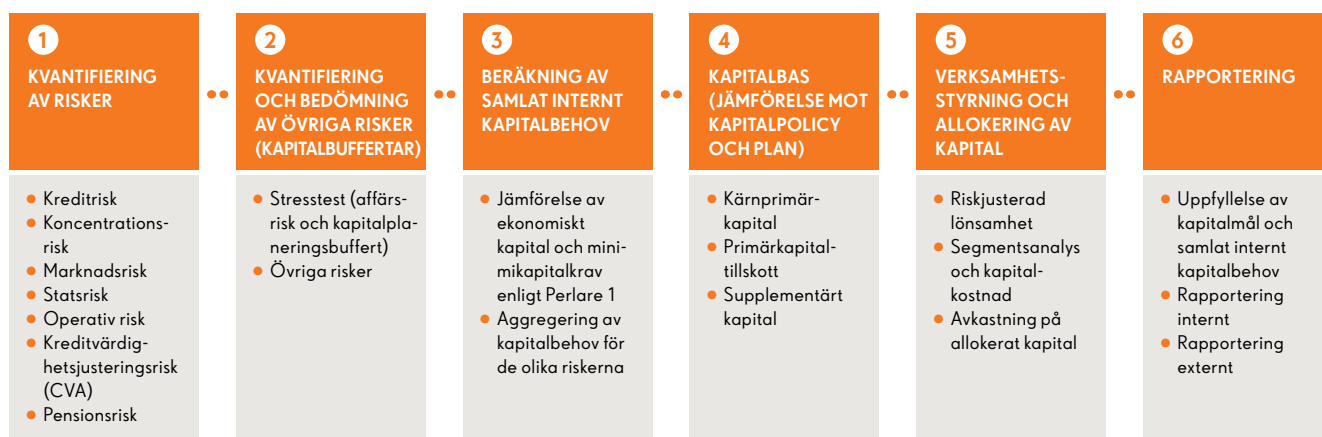 1
KVANTIFIERING
AV RISKER
Kreditrisk
Koncentrations-
risk
Marknadsrisk
Statsrisk
Operativ risk
Kreditvärdig-
hetsjusteringsrisk
(CVA)
Pensionsrisk
2
KVANTIFIERING
OCH BEDÖMNING
AV ÖVRIGA RISKER
(KAPITALBUFFERTAR)
Stresstest (affärs-
risk och kapitalpla-
neringsbuffert)
Övriga risker
3
BERÄKNING AV
SAMLAT INTERNT
KAPITALBEHOV
Jämförelse av
ekonomiskt
kapital och mini-
mikapitalkrav
enligt Perlare 1
Aggregering av
kapitalbehov för
de olika riskerna
4
KAPITALBAS
(JÄMFÖRELSE MOT
KAPITALPOLICY
OCH PLAN)
Kärnprimär-
kapital
Primärkapital-
tillskott
Supplementärt
kapital
5
VERKSAMHETS-
STYRNING OCH
ALLOKERING AV
KAPITAL
Riskjusterad
lönsamhet
Segmentsanalys
och kapital-
kostnad
Avkastning på
allokerat kapital
6
RAPPORTERING
Uppfyllelse av
kapitalmål och
samlat internt
kapitalbehov
Rapportering
internt
Rapportering
externt